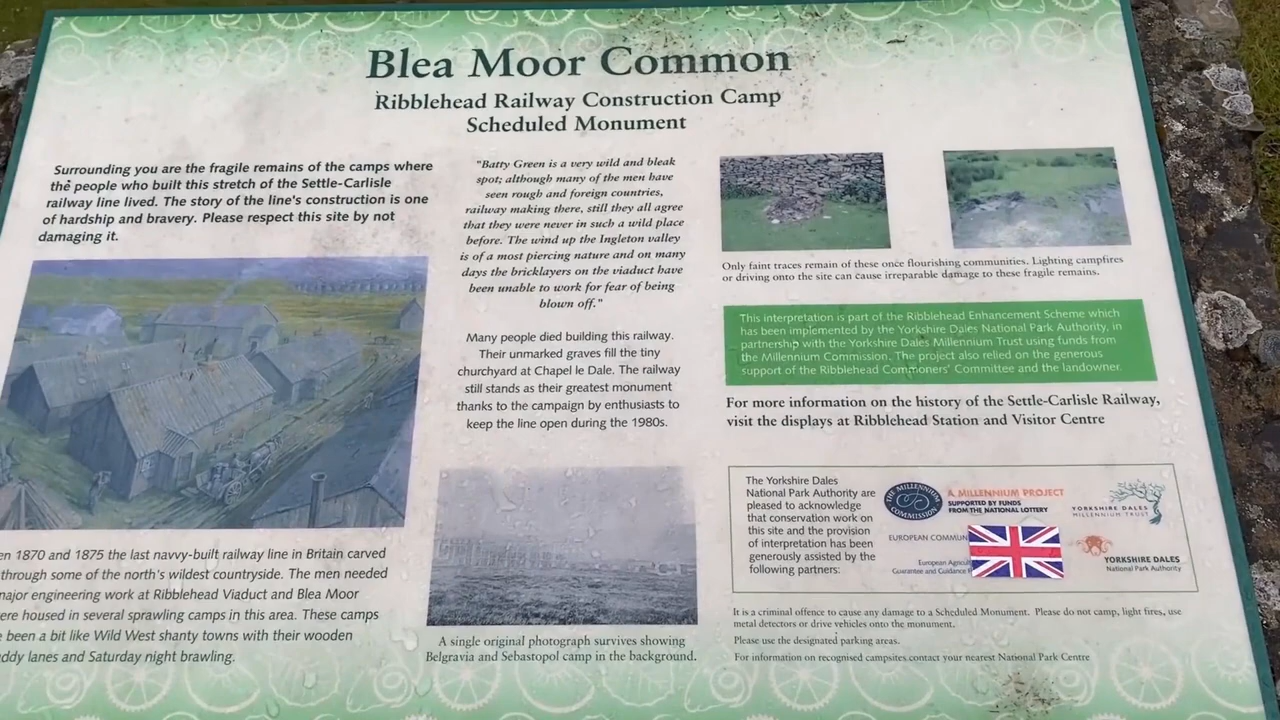 Blea Moor Common
Ribblehead Railway Construction Camp
Scheduled Monument
Surrounding you are the fragile remains of the camps where
the people who built this stretch of the Settle-Carlisle
railway line lived. The story of the line's construction is one
of hardship and bravery. Please respect this site by not
damaging it.
en 1870 and 1875 the last navvy-built railway line in Britain carved
through some of the north's wildest countryside. The men needed
major engineering work at Ribblehead Viaduct and Blea Moor
ere housed in several sprawling camps in this area. These camps
been a bit like Wild West shanty towns with their wooden
ddy lanes and Saturday night brawling.
"Batty Green is a very wild and bleak
spot; although many of the men have
seen rough and foreign countries,
railway making there, still they all agree
that they were never in such a wild place
before. The wind up the Ingleton valley
is of a most piercing nature and on many
days the bricklayers on the viaduct have
been unable to work for fear of being
blown off."
Many people died building this railway.
Their unmarked graves fill the tiny
churchyard at Chapel le Dale. The railway
still stands as their greatest monument
thanks to the campaign by enthusiasts to
keep the line open during the 1980s.
A single original photograph survives showing
Belgravia and Sebastopol camp in the background.
Only faint traces remain of these once flourishing communities. Lighting campfires
or driving onto the site can cause irreparable damage to these fragile remains.
This interpretation is part of the Ribblehead Enhancement Scheme which
has been implemented by the Yorkshire Dales National Park Authority, in
partnership with the Yorkshire Dales Millennium Trust using funds from
the Millennium Commission. The project also relied on the generous
support of the Ribblehead Commoners' Committee and the landowner.
For more information on the history of the Settle-Carlisle Railway,
visit the displays at Ribblehead Station and Visitor Centre
The Yorkshire Dales
National Park Authority are
pleased to acknowledge
that conservation work on
this site and the provision
of interpretation has been
generously assisted by the
following partners:
THE MILLENNIUM
COMMISSION
A MILLENNIUM PROJECT
SUPPORTED BY FUNDS
FROM THE NATIONAL LOTTERY
YORKSHIRE DALES
MILLENNIUM TRUST
EUROPEAN COMMUN
European Agricu
Guarantee and Guidance F
YORKSHIRE DALES
National Park Authority
It is a criminal offence to cause any damage to a Scheduled Monument. Please do not camp, light fires, use
metal detectors or drive vehicles onto the monument.
Please use the designated parking areas.
For information on recognised campsites contact your nearest National Park Centre